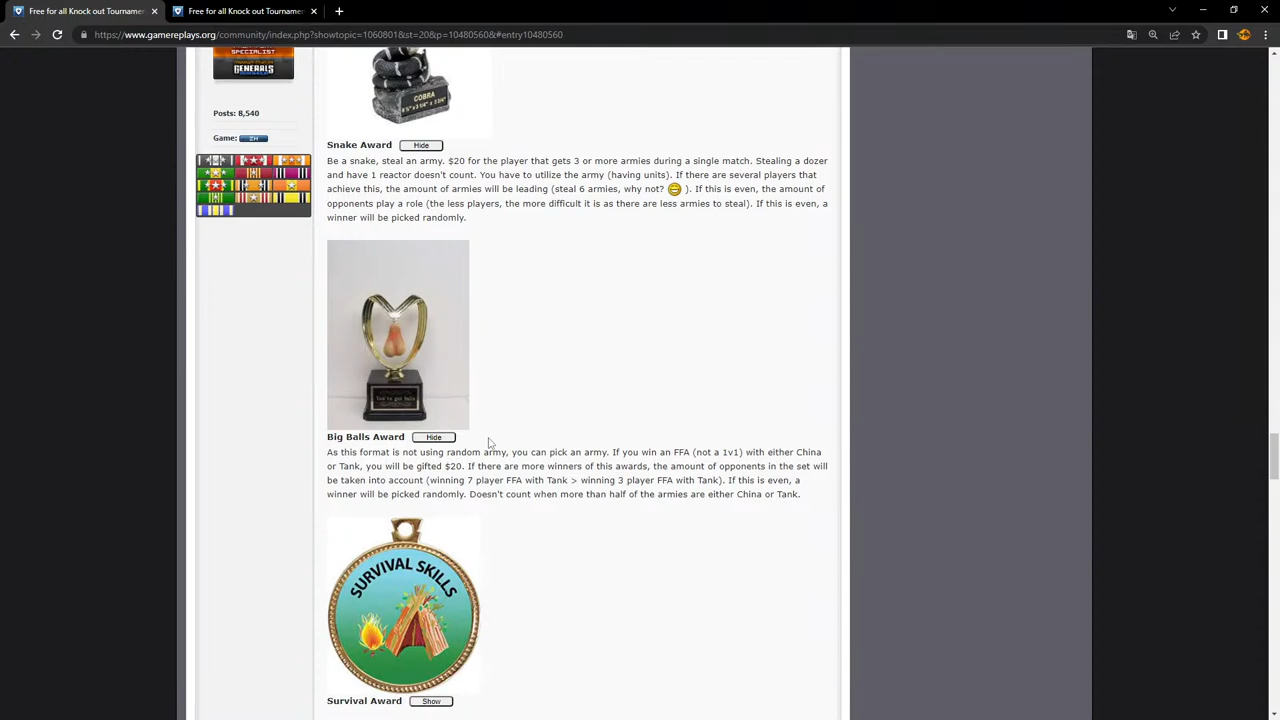 Free for all Knock out Tournamen
Free for all Knock out Tournamen
https://www.gamereplays.org/community/index.php?showtopic=1060801&st=20&p=10480560&#entry10480560
SPECIALIST
GENERALS
COBRA
Posts: 8,540
Game: ZH
Snake Award Hide
Be a snake, steal an army. $20 for the player that gets 3 or more armies during a single match. Stealing a dozer
and have 1 reactor doesn't count. You have to utilize the army (having units). If there are several players that
achieve this, the amount of armies will be leading (steal 6 armies, why not? ). If this is even, the amount of
opponents play a role (the less players, the more difficult it is as there are less armies to steal). If this is even, a
winner will be picked randomly.
You've got balls
Big Balls Award Hide
As this format is not using random army, you can pick an army. If you win an FFA (not a 1v1) with either China
or Tank, you will be gifted $20. If there are more winners of this awards, the amount of opponents in the set will
be taken into account (winning 7 player FFA with Tank > winning 3 player FFA with Tank). If this is even, a
winner will be picked randomly. Doesn't count when more than half of the armies are either China or Tank.
SURVIVAL SKILLS
Survival Award Show